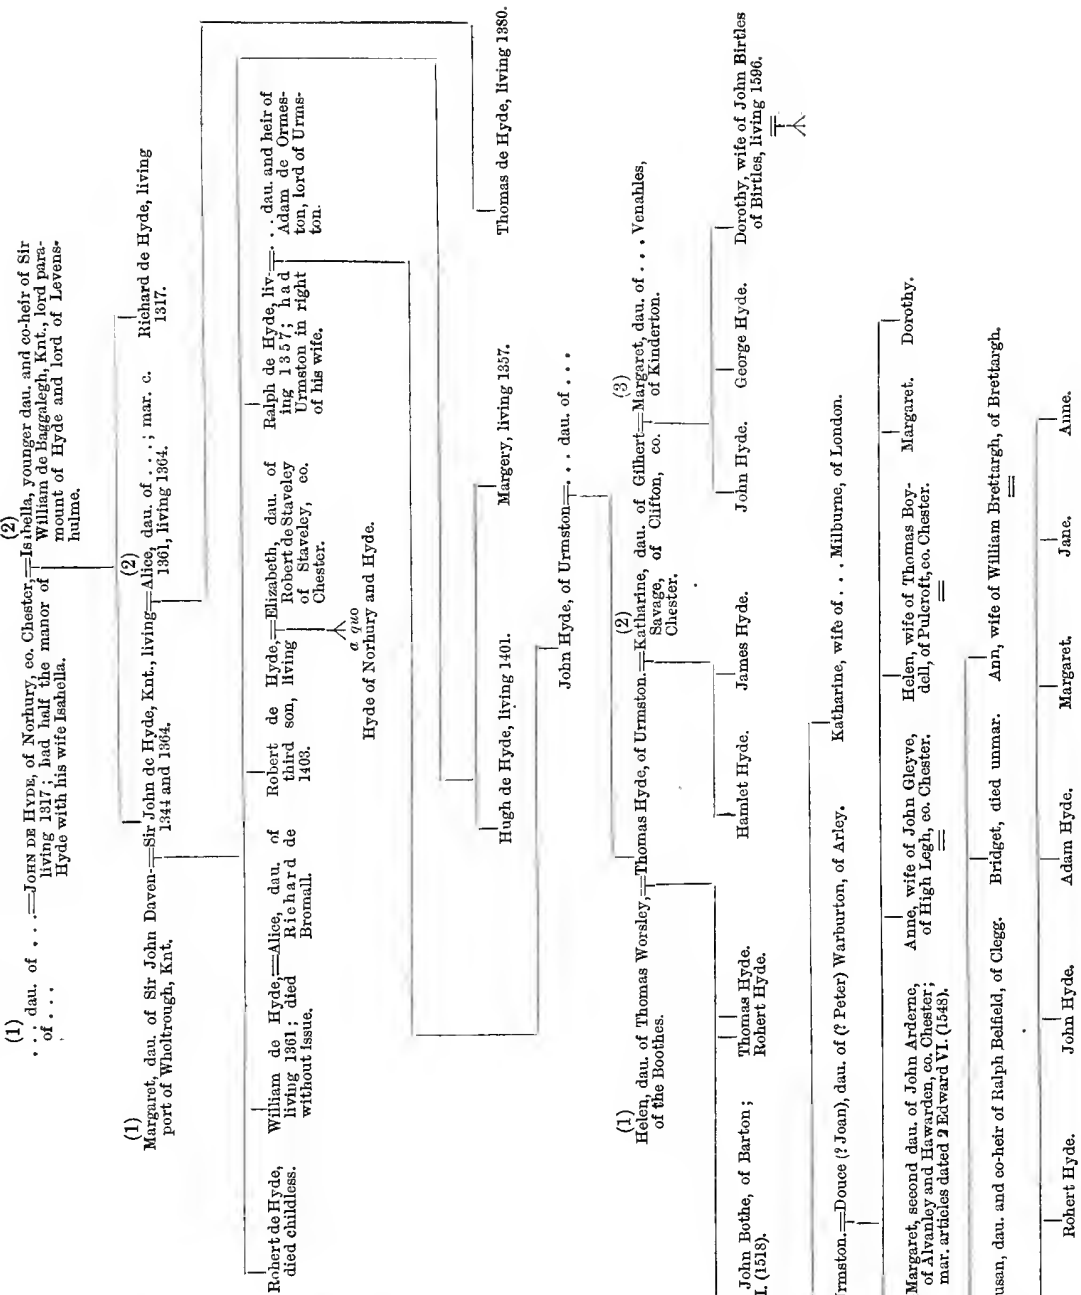 (1)
. . . dau. of . . .=JOHN DE HYDE, of Norbury, co. Chester,=Isabella, younger dau. and co-heir of Sir
(2)
of . . .
living 1317; had half the manor of
Hyde with his wife Isabella.
William de Baggalegh, Knt., lord para-
mount of Hyde and lord of Levens-
hulme.
(1)
Margaret, dau. of Sir John Daven-=Sir John de Hyde, Knt., living=Alice, dau. of . . . .; mar. c.
port of Wholtrough, Knt.
1344 and 1364.
(2)
1361, living 1364.
Richard de Hyde, living
1317.
Robert de Hyde,
died childless.
William de Hyde,=Alice, dau. of
living 1361; died
without issue.
Richard de
Bromall.
Robert de Hyde,=Elizabeth, dau. of
third son, living
1403.
Robert de Staveley
of Staveley, co.
Chester.
a quo
Hyde of Norbury and Hyde.
Ralph de Hyde, liv-=. . . dau. and heir of
ing 1357; had
Urmston in right
of his wife.
Adam de Ormes-
ton, lord of Urms-
ton.
Hugh de Hyde, living 1401.
Margery, living 1357.
Thomas de Hyde, living 1380.
John Hyde, of Urmston=. . . dau. of . . .
(1)
Helen, dau. of Thomas Worsley,=Thomas Hyde, of Urmston.=Katharine, dau. of Gilbert=Margaret, dau. of . . . Venables,
of the Boothes.
(2)
Savage, of Clifton, co.
Chester.
(3)
of Kinderton.
John Bothe, of Barton;
I. (1518).
Thomas Hyde.
Robert Hyde.
Hamlet Hyde.
James Hyde.
John Hyde.
George Hyde.
Dorothy, wife of John Birtles
of Birtles, living 1596.
rmston.=Douce (? Joan), dau. of (? Peter) Warburton, of Arley.
Katharine, wife of . . . Milburne, of London.
Margaret, second dau. of John Arderne,
of Alvanley and Hawarden, co. Chester;
mar. articles dated 2 Edward VI. (1548).
Anne, wife of John Gleyve,
of High Legh, co. Chester.
Helen, wife of Thomas Boy-
dell, of Pulcroft, co. Chester.
Margaret.
Dorothy.
usan, dau. and co-heir of Ralph Belfield, of Clegg.
Bridget, died unmar.
Ann, wife of William Brettargh, of Brettargh.
Robert Hyde.
John Hyde.
Adam Hyde.
Margaret.
Jane.
Anne.